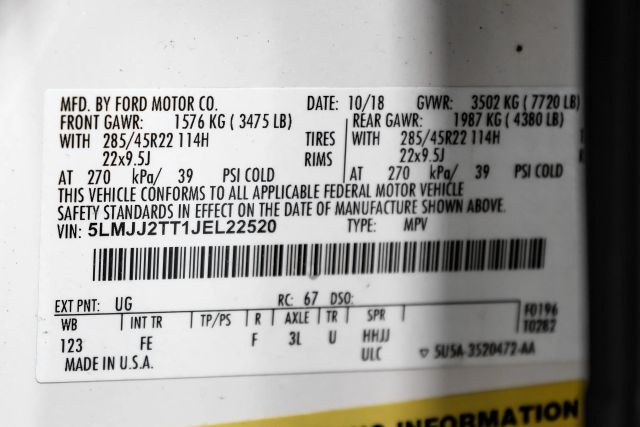 MFD. BY FORD MOTOR CO. DATE: 10/18 GVWR: 3502 KG ( 7720 LB)
FRONT GAWR: 1576 KG ( 3475 LB) REAR GAWR: 1987 KG ( 4380 LB)
WITH 285/45R22 114H TIRES WITH 285/45R22 114H
22x9.5J RIMS 22x9.5J
AT 270 kPa/ 39 PSI COLD AT 270 kPa/ 39 PSI COLD
THIS VEHICLE CONFORMS TO ALL APPLICABLE FEDERAL MOTOR VEHICLE
SAFETY STANDARDS IN EFFECT ON THE DATE OF MANUFACTURE SHOWN ABOVE.
VIN: 5LMJJ2TT1JEL22520 TYPE: MPV
EXT PNT: UG RC: 67 DSO: F0196
WB INT TR TP/PS R AXLE TR SPR T0282
123 FE F 3L U HHJJ
ULC 5U5A-3520472-AA
MADE IN U.S.A.
INFORMATION